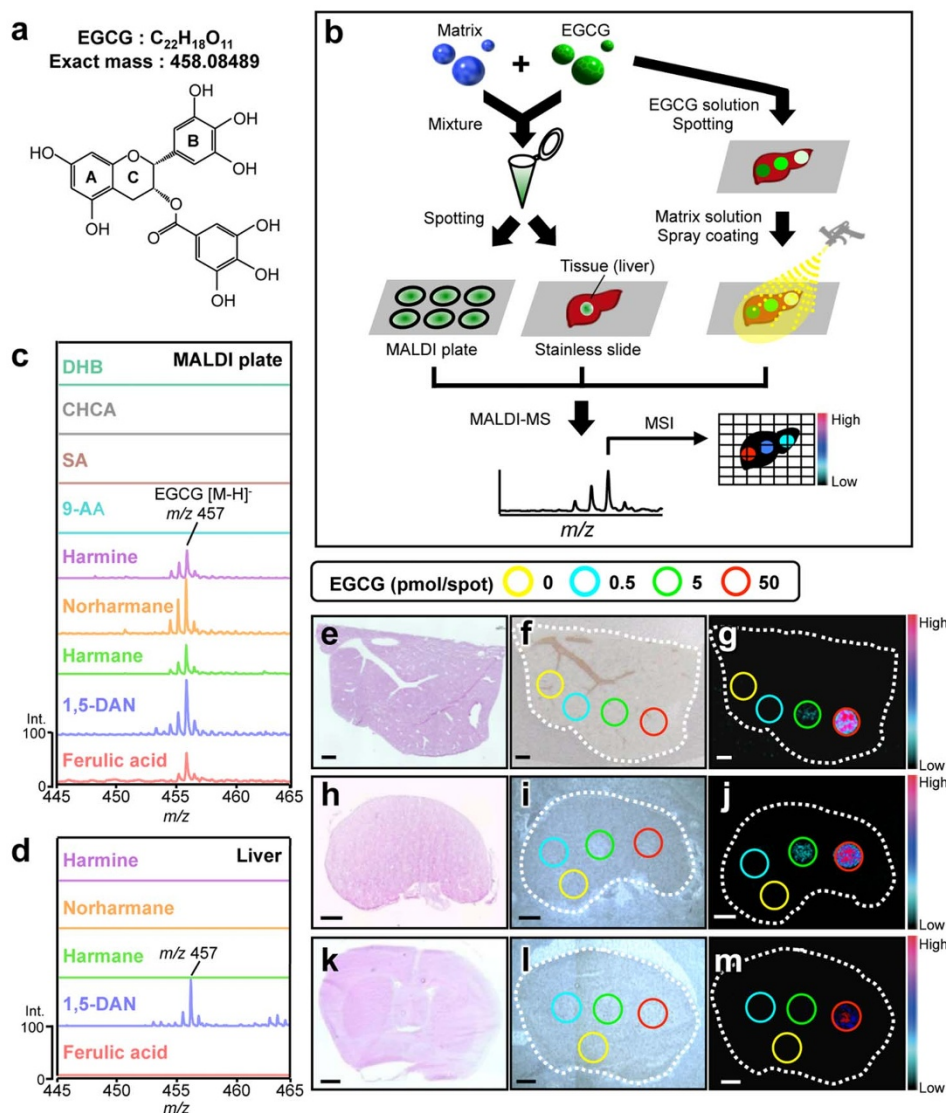 a
EGCG : C₂₂H₁₈O₁₁
Exact mass : 458.08489
OH
OH
B
HO
O
OH
A
C
O
OH
O
OH
OH
OH
b
Matrix
EGCG
+
Mixture
EGCG solution
Spotting
Spotting
Matrix solution
Spray coating
Tissue (liver)
MALDI plate
Stainless slide
MALDI-MS
MSI
High
Low
m/z
c
MALDI plate
DHB
CHCA
SA
9-AA
EGCG [M-H]⁻
m/z 457
Harmine
Norharmane
Harmane
1,5-DAN
Int.
100
Ferulic acid
0
445
450
455
460
465
m/z
d
Liver
Harmine
Norharmane
Harmane
m/z 457
1,5-DAN
Int.
100
Ferulic acid
0
445
450
455
460
465
m/z
EGCG (pmol/spot)
0
0.5
5
50
e
f
g
High
Low
h
i
j
High
Low
k
l
m
High
Low